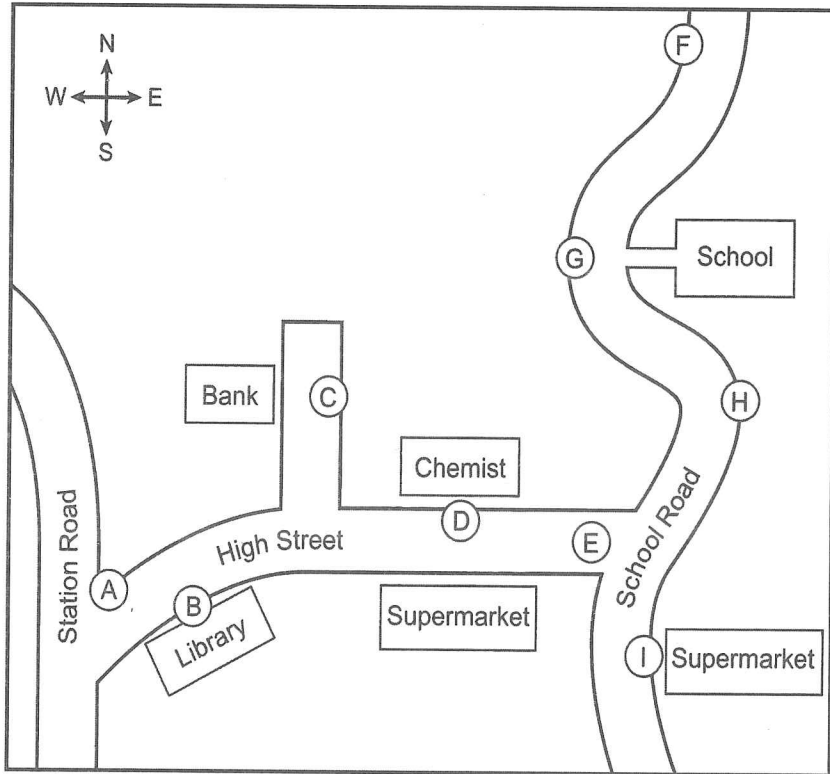 F
N
W E
S
G
School
Bank
C
H
Chemist
D
High Street
E
School Road
Station Road
A
B
Library
Supermarket
I
Supermarket